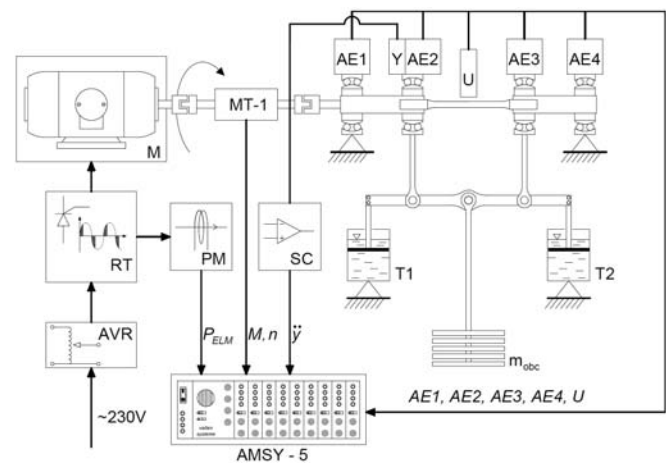 AE1
Y
AE2
U
AE3
AE4
M
MT-1
RT
PM
SC
T1
T2
AVR
P_ELM
M, n
ÿ
m_obc
~230V
AE1, AE2, AE3, AE4, U
AMSY - 5